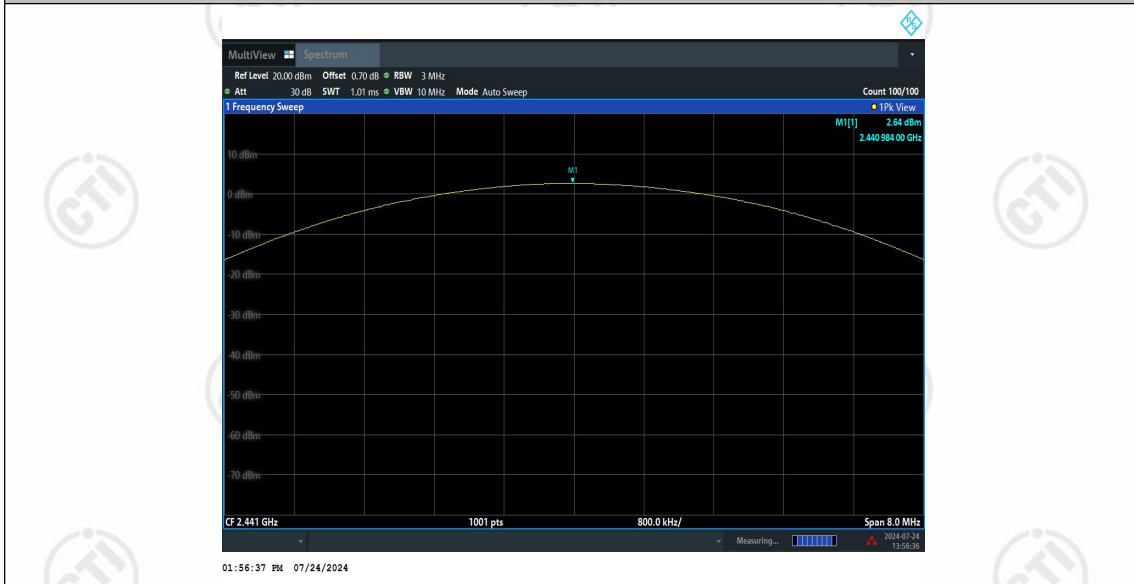 R S
MultiView Spectrum
Ref Level 20.00 dBm Offset 0.70 dB RBW 3 MHz
Att 30 dB SWT 1.01 ms VBW 10 MHz Mode Auto Sweep Count 100/100
1 Frequency Sweep 1Pk View
M1[1] 2.64 dBm
2.440 984 00 GHz
10 dBm
M1
0 dBm
-10 dBm
-20 dBm
-30 dBm
-40 dBm
-50 dBm
-60 dBm
-70 dBm
CF 2.441 GHz 1001 pts 800.0 kHz/ Span 8.0 MHz
Measuring... 2024-07-24
13:56:36
01:56:37 PM 07/24/2024
CTI
CTI
CTI
CTI